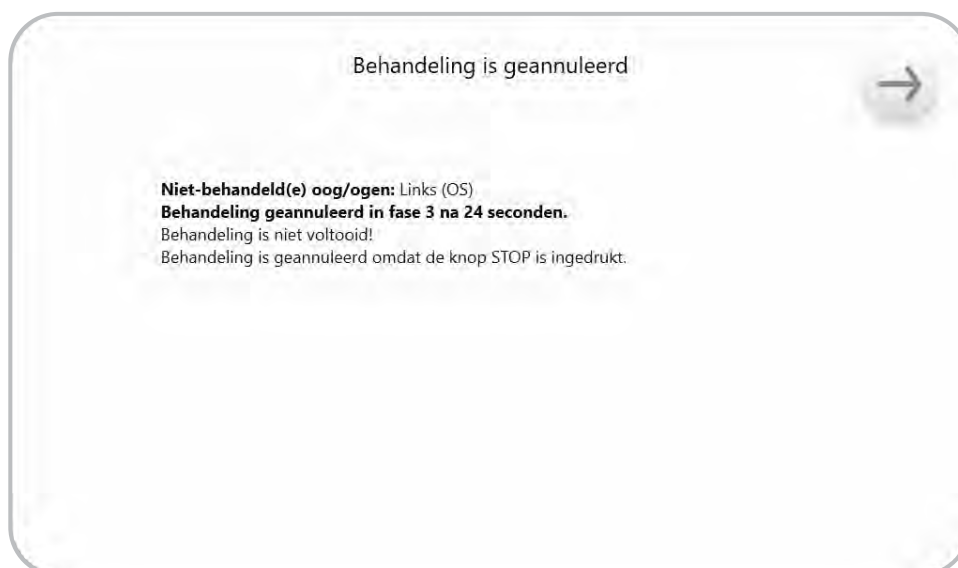 Behandeling is geannuleerd
Niet-behandeld(e) oog/ogen: Links (OS)
Behandeling geannuleerd in fase 3 na 24 seconden.
Behandeling is niet voltooid!
Behandeling is geannuleerd omdat de knop STOP is ingedrukt.